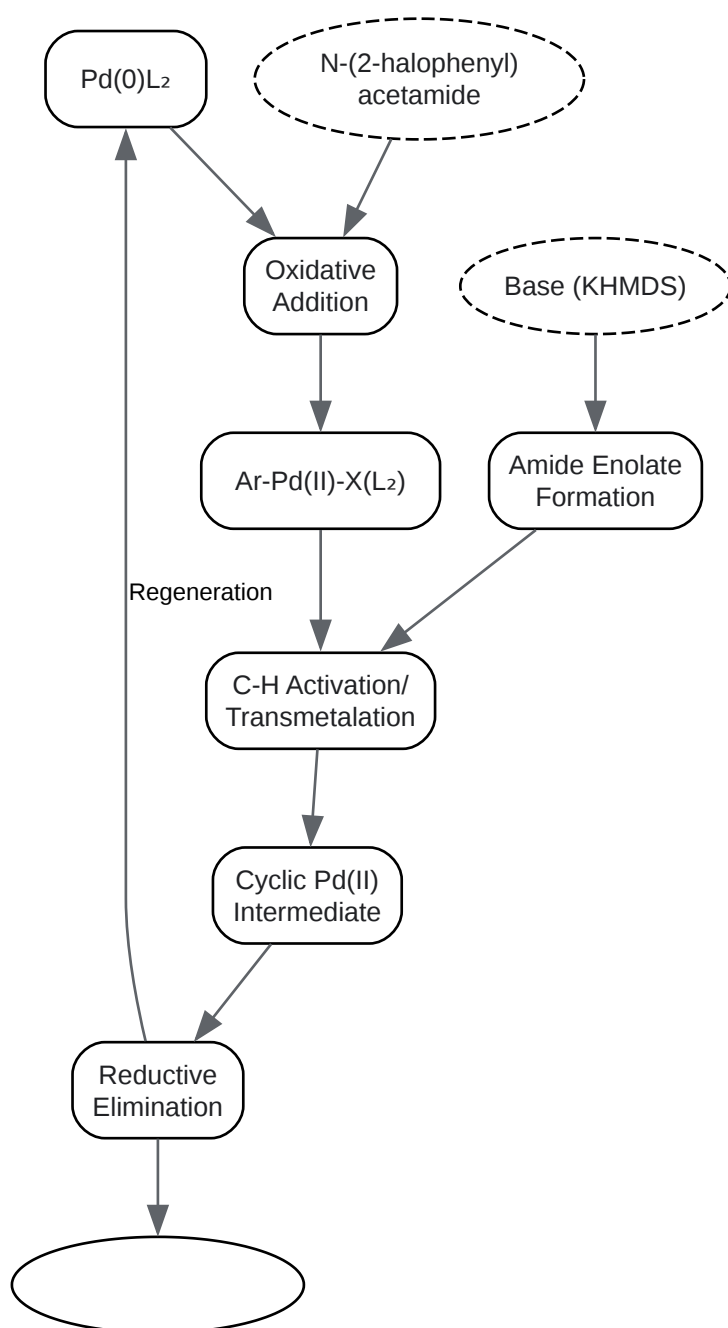 Pd(0)L₂
N-(2-halophenyl)
acetamide
Oxidative
Addition
Base (KHMDS)
Ar-Pd(II)-X(L₂)
Amide Enolate
Formation
Regeneration
C-H Activation/
Transmetalation
Cyclic Pd(II)
Intermediate
Reductive
Elimination